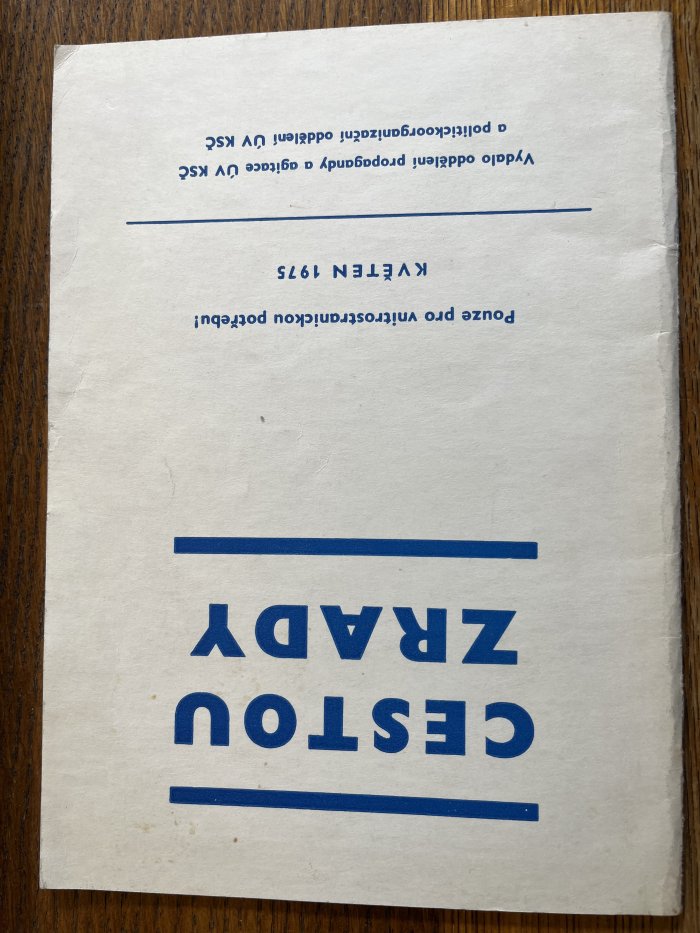 CESTOU
ZRADY
Pouze pro vnitrostranickou potřebu!
KVĚTEN 1975
Vydalo oddělení propagandy a agitace ÚV KSČ
a politickoorganizační oddělení ÚV KSČ